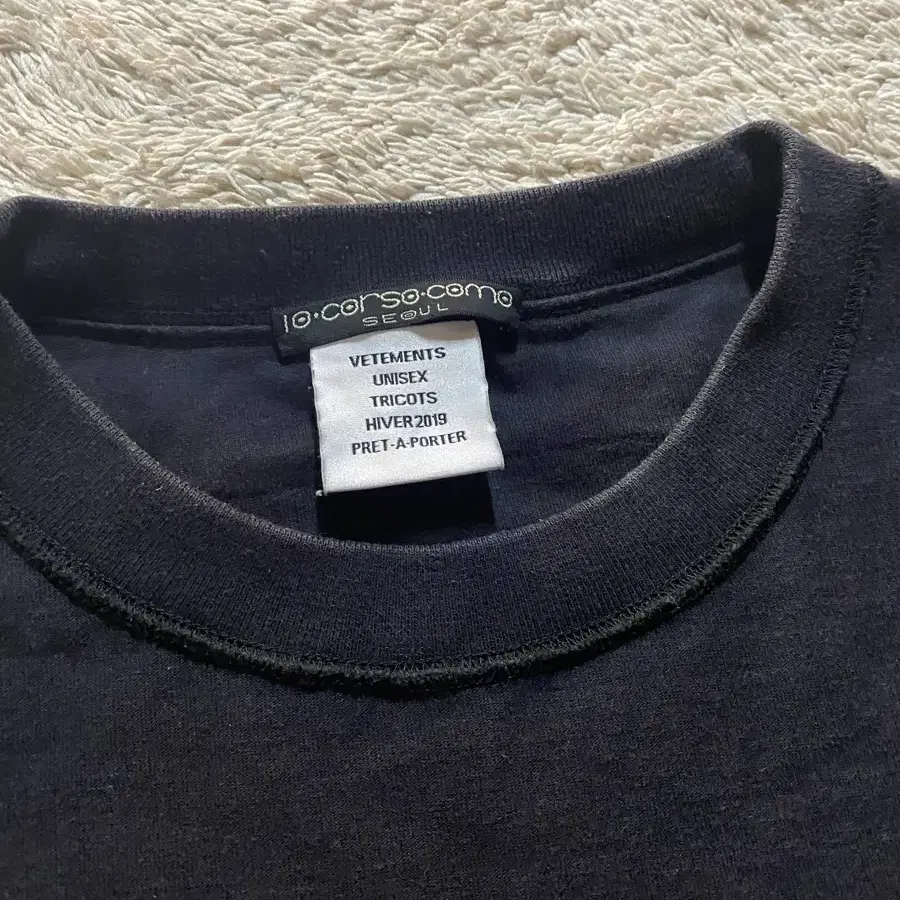 10·corso·como
SEOUL
VETEMENTS
UNISEX
TRICOTS
HIVER 2019
PRET-A-PORTER